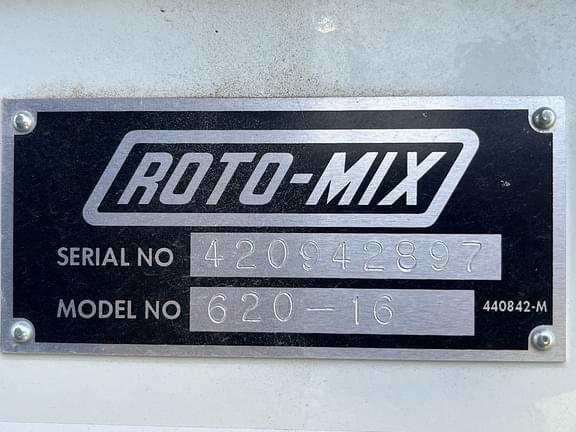 ROTO-MIX
SERIAL NO 420942897
MODEL NO 620-16 440842-M